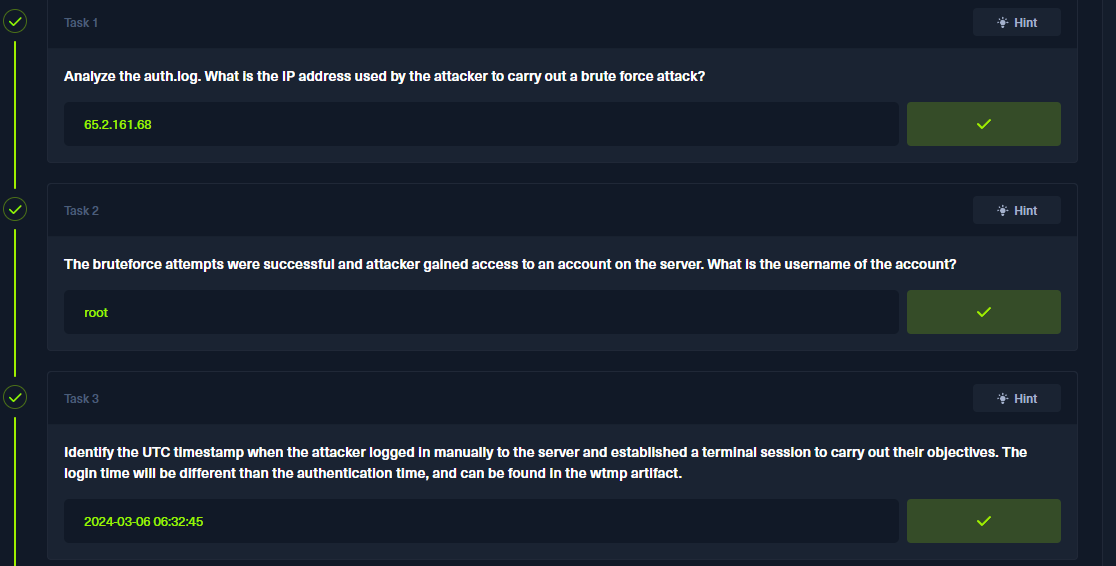 Task 1
Hint
Analyze the auth.log. What is the IP address used by the attacker to carry out a brute force attack?
65.2.161.68
Task 2
Hint
The bruteforce attempts were successful and attacker gained access to an account on the server. What is the username of the account?
root
Task 3
Hint
Identify the UTC timestamp when the attacker logged in manually to the server and established a terminal session to carry out their objectives. The
login time will be different than the authentication time, and can be found in the wtmp artifact.
2024-03-06 06:32:45